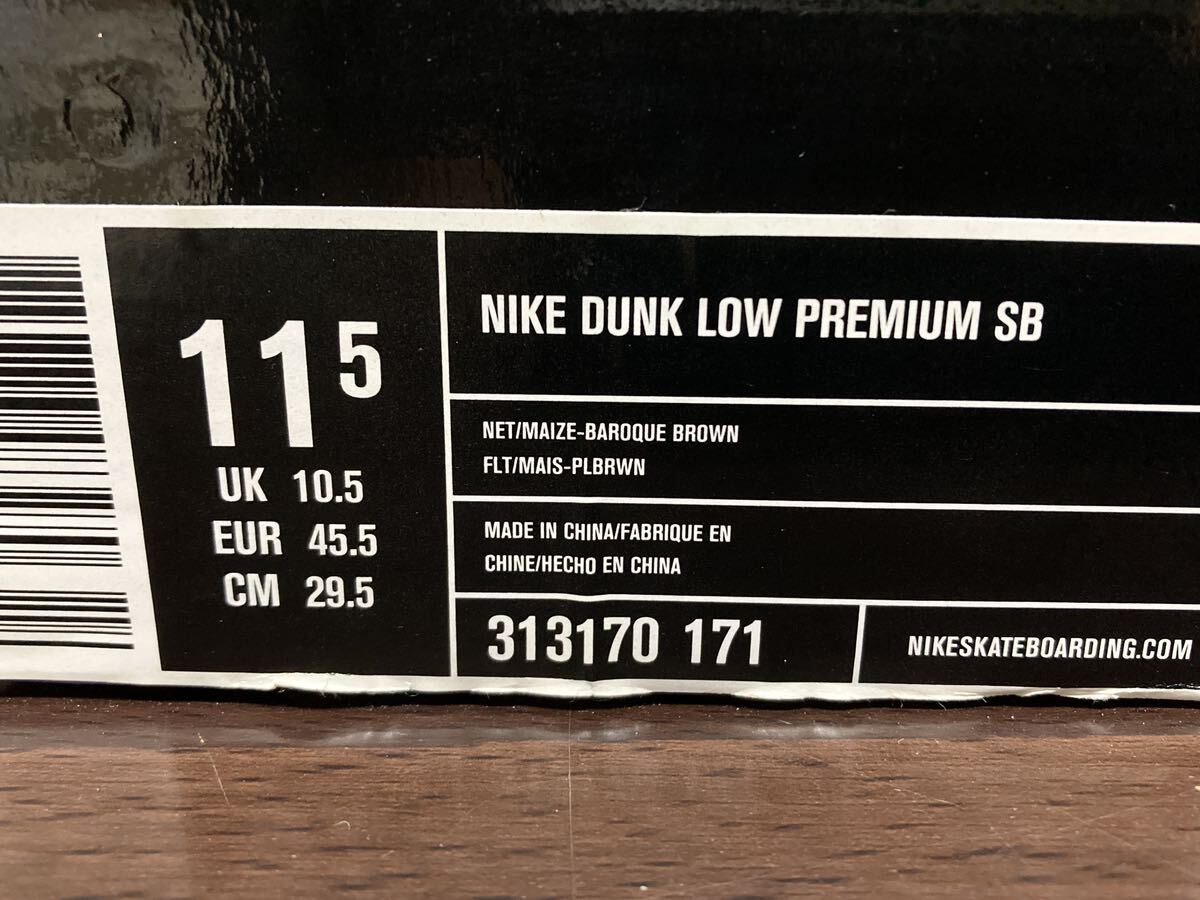 11 5
UK 10.5
EUR 45.5
CM 29.5
NIKE DUNK LOW PREMIUM SB
NET/MAIZE-BAROQUE BROWN
FLT/MAIS-PLBRWN
MADE IN CHINA/FABRIQUE EN
CHINE/HECHO EN CHINA
313170 171
NIKESKATEBOARDING.COM